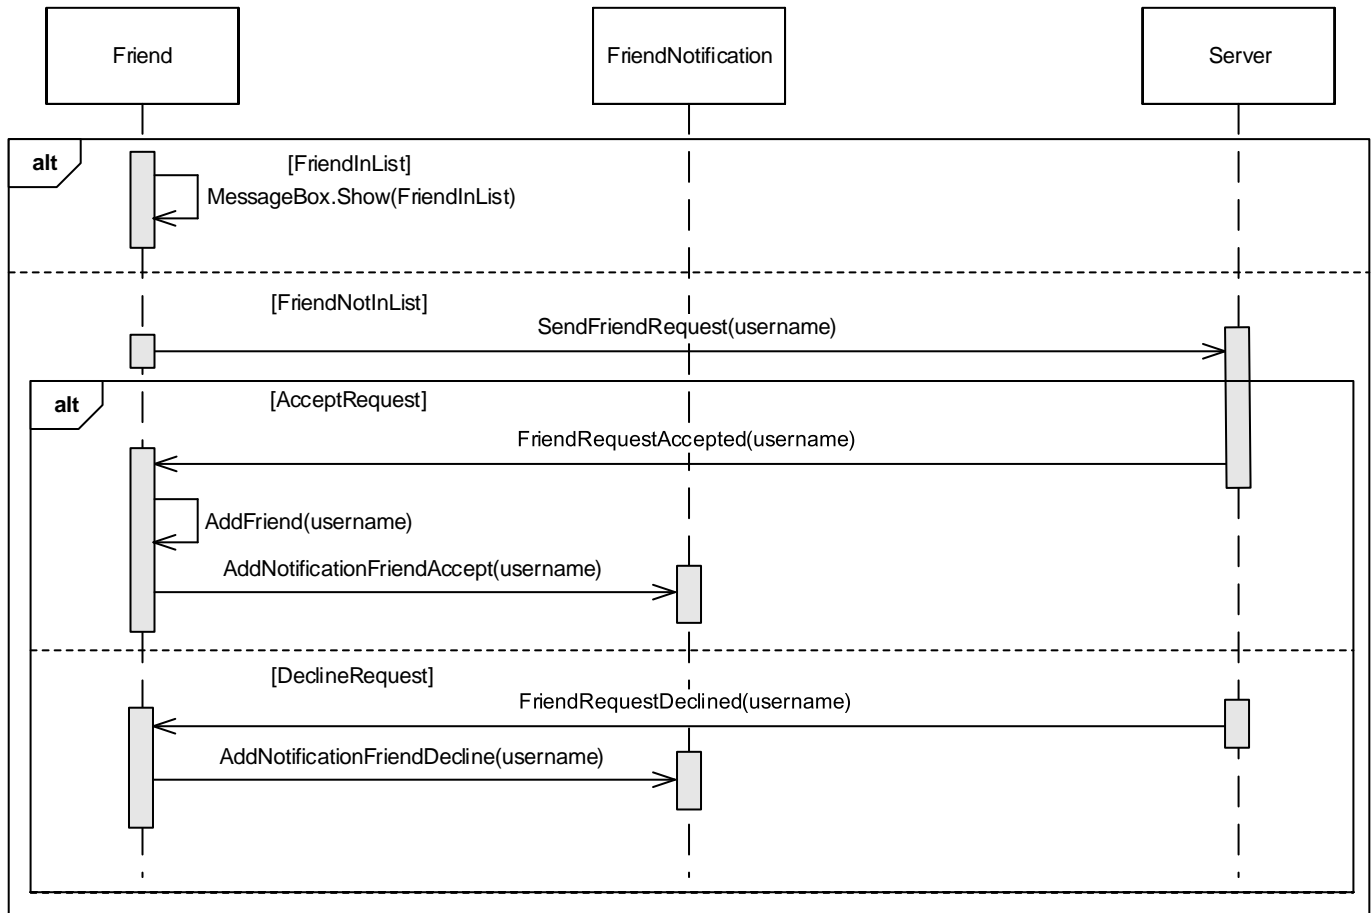 Friend
FriendNotification
Server
alt
[FriendInList]
MessageBox.Show(FriendInList)
[FriendNotInList]
SendFriendRequest(username)
alt
[AcceptRequest]
FriendRequestAccepted(username)
AddFriend(username)
AddNotificationFriendAccept(username)
[DeclineRequest]
FriendRequestDeclined(username)
AddNotificationFriendDecline(username)